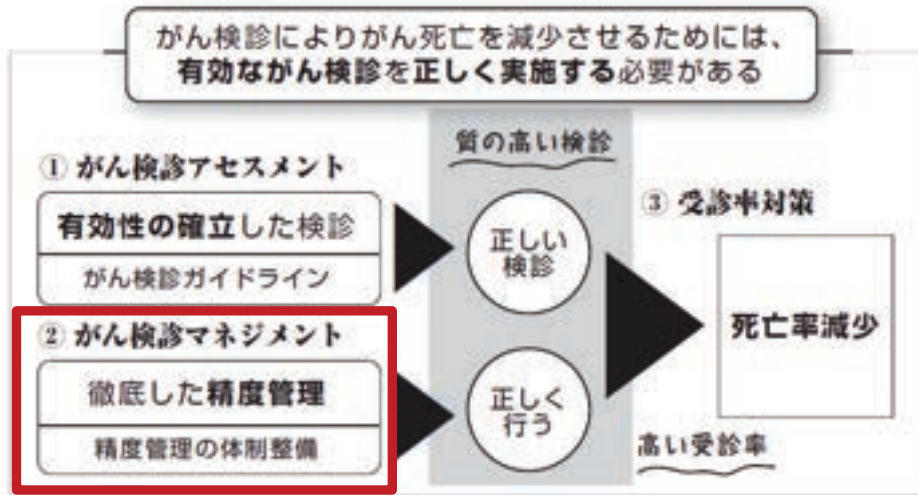 がん検診によりがん死亡を減少させるためには、
有効ながん検診を正しく実施する必要がある
質の高い検診
① がん検診アセスメント
有効性の確立した検診
がん検診ガイドライン
正しい
検診
③ 受診率対策
死亡率減少
② がん検診マネジメント
徹底した精度管理
精度管理の体制整備
正しく
行う
高い受診率